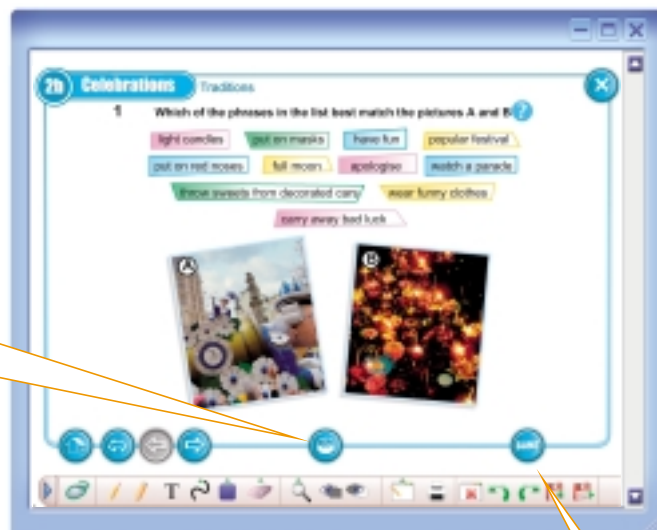 2b Celebrations Traditions
1 Which of the phrases in the list best match the pictures A and B ?
light candles put on masks have fun popular festival
put on red noses full moon apologise watch a parade
throw sweets from decorated cars wear funny clothes
carry away bad luck
A B
T